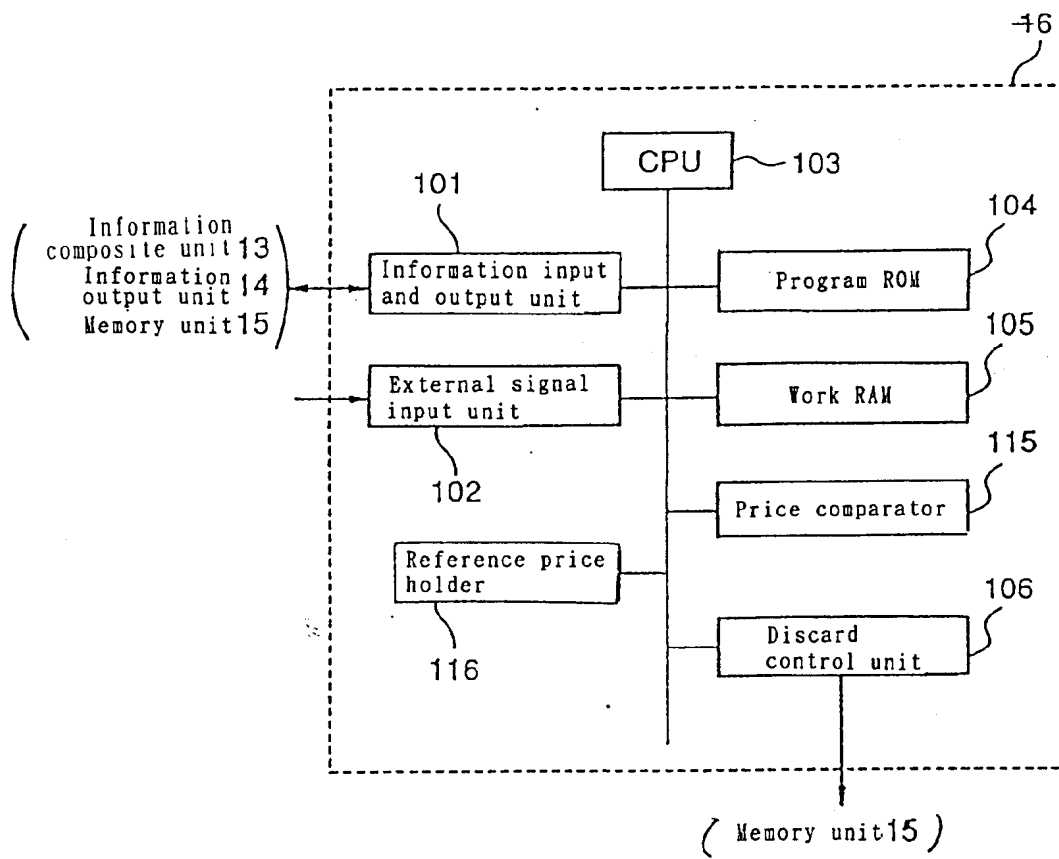 16
CPU
103
101
104
Information
composite unit 13
Information
output unit 14
Memory unit 15
Information input
and output unit
Program ROM
105
External signal
input unit
Work RAM
102
115
Price comparator
Reference price
holder
106
116
Discard
control unit
( Memory unit 15 )